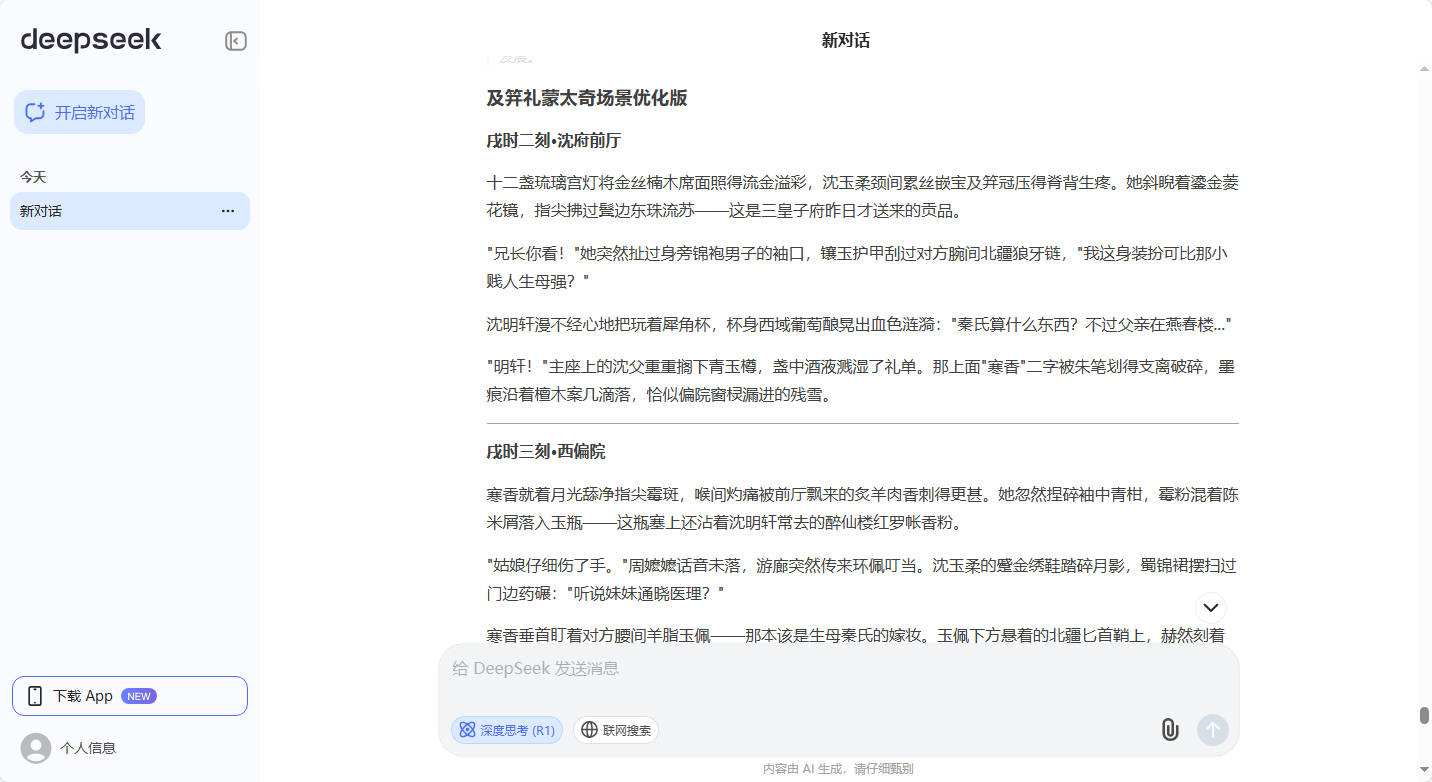 deepseek
开启新对话
今天
新对话
下载 App NEW
个人信息
新对话
发展。
及笄礼蒙太奇场景优化版
戌时二刻·沈府前厅
十二盏琉璃宫灯将金丝楠木席面照得流金溢彩，沈玉柔颈间累丝嵌宝及笄冠压得脊背生疼。她斜睨着鎏金菱
花镜，指尖拂过鬓边东珠流苏——这是三皇子府昨日才送来的贡品。
"兄长你看！"她突然扯过身旁锦袍男子的袖口，镶玉护甲刮过对方腕间北疆狼牙链，"我这身装扮可比那小
贱人生母强？"
沈明轩漫不经心地把玩着犀角杯，杯身西域葡萄酿晃出血色涟漪："秦氏算什么东西？不过父亲在燕春楼..."
"明轩！"主座上的沈父重重搁下青玉樽，盏中酒液溅湿了礼单。那上面"寒香"二字被朱笔划得支离破碎，墨
痕沿着檀木案几滴落，恰似偏院窗棂漏进的残雪。
戌时三刻·西偏院
寒香就着月光舔净指尖霉斑，喉间灼痛被前厅飘来的炙羊肉香刺得更甚。她忽然捏碎袖中青柑，霉粉混着陈
米屑落入玉瓶——这瓶塞上还沾着沈明轩常去的醉仙楼红罗帐香粉。
"姑娘仔细伤了手。"周嬷嬷话音未落，游廊突然传来环佩叮当。沈玉柔的蹙金绣鞋踏碎月影，蜀锦裙摆扫过
门边药碾："听说妹妹通晓医理？"
寒香垂首盯着对方腰间羊脂玉佩——那本该是生母秦氏的嫁妆。玉佩下方悬着的北疆匕首鞘上，赫然刻着
给 DeepSeek 发送消息
深度思考 (R1)
联网搜索
内容由 AI 生成，请仔细甄别